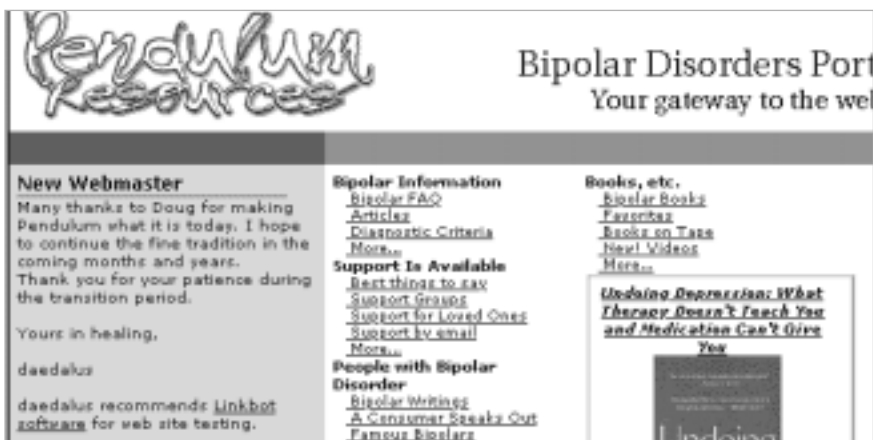 Pendulum
Resources
Bipolar Disorders Port
Your gateway to the wel
New Webmaster
Many thanks to Doug for making
Pendulum what it is today. I hope
to continue the fine tradition in the
coming months and years.
Thank you for your patience during
the transition period.
Yours in healing,
daedalus
daedalus recommends Linkbot
software for web site testing.
Bipolar Information
Bipolar FAQ
Articles
Diagnostic Criteria
More...
Support Is Available
Best things to say
Support Groups
Support for Loved Ones
Support by email
More...
People with Bipolar
Disorder
Bipolar Writings
A Consumer Speaks Out
Famous Bipolars
Books, etc.
Bipolar Books
Favorites
Books on Tape
New! Videos
More...
Undoing Depression: What
Therapy Doesn't Teach You
and Medication Can't Give
You
Undoing